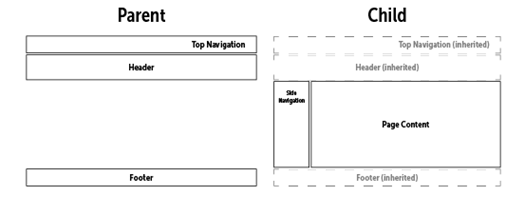 Parent
Child
Top Navigation
Top Navigation (inherited)
Header
Header (inherited)
Side
Navigation
Page Content
Footer
Footer (inherited)